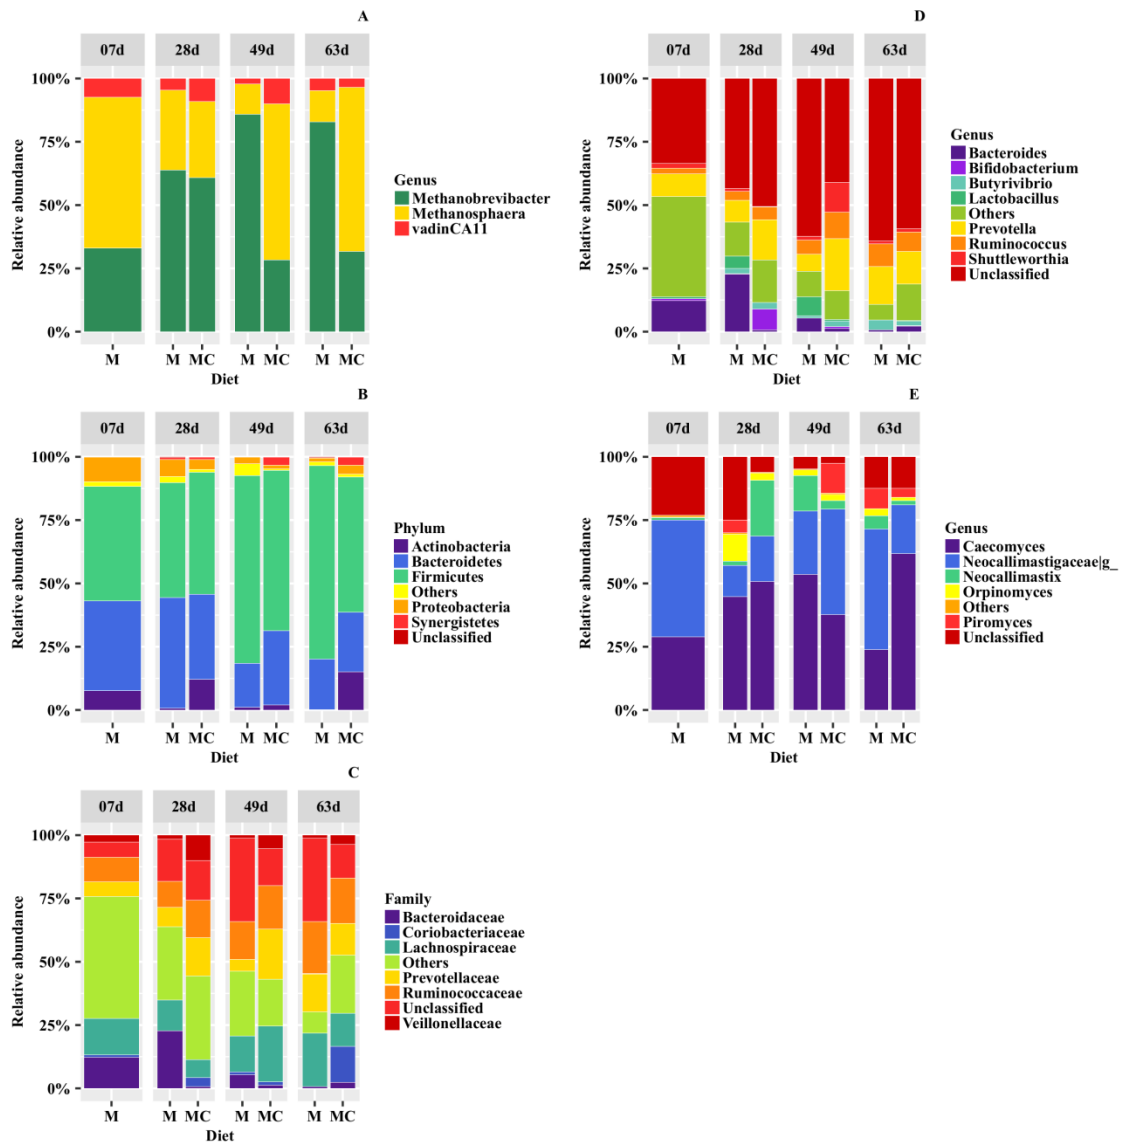 A
07d 28d 49d 63d
100%
75%
50%
25%
0%
Relative abundance
M M MC M MC M MC
Diet
Genus
Methanobrevibacter
Methanosphaera
vadinCA11
D
07d 28d 49d 63d
100%
75%
50%
25%
0%
Relative abundance
M M MC M MC M MC
Diet
Genus
Bacteroides
Bifidobacterium
Butyrivibrio
Lactobacillus
Others
Prevotella
Ruminococcus
Shuttleworthia
Unclassified
B
07d 28d 49d 63d
100%
75%
50%
25%
0%
Relative abundance
M M MC M MC M MC
Diet
Phylum
Actinobacteria
Bacteroidetes
Firmicutes
Others
Proteobacteria
Synergistetes
Unclassified
E
07d 28d 49d 63d
100%
75%
50%
25%
0%
Relative abundance
M M MC M MC M MC
Diet
Genus
Caecomyces
Neocallimastigaceae|g_
Neocallimastix
Orpinomyces
Others
Piromyces
Unclassified
C
07d 28d 49d 63d
100%
75%
50%
25%
0%
Relative abundance
M M MC M MC M MC
Diet
Family
Bacteroidaceae
Coriobacteriaceae
Lachnospiraceae
Others
Prevotellaceae
Ruminococcaceae
Unclassified
Veillonellaceae